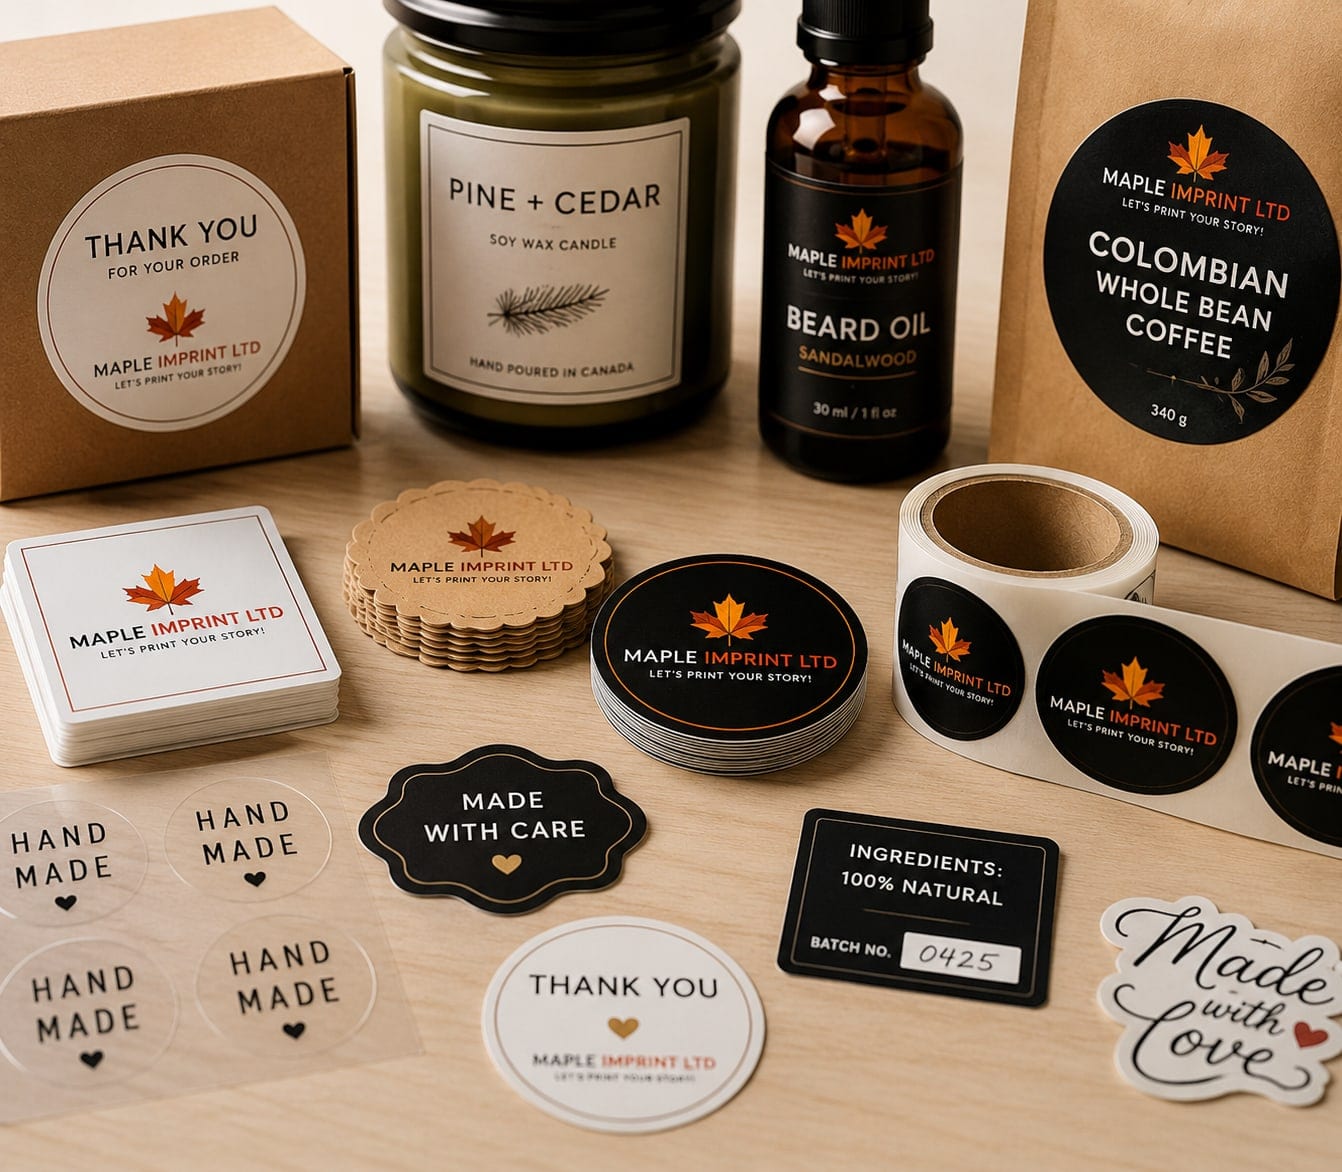 THANK YOU
FOR YOUR ORDER
MAPLE IMPRINT LTD
LET'S PRINT YOUR STORY!
PINE + CEDAR
SOY WAX CANDLE
HAND POURED IN CANADA
MAPLE IMPRINT LTD
LET'S PRINT YOUR STORY!
BEARD OIL
SANDALWOOD
30 ml / 1 fl oz
MAPLE IMPRINT LTD
LET'S PRINT YOUR STORY!
COLOMBIAN
WHOLE BEAN
COFFEE
340 g
MAPLE IMPRINT LTD
LET'S PRINT YOUR STORY!
MAPLE IMPRINT LTD
LET'S PRINT YOUR STORY!
MAPLE IMPRINT LTD
LET'S PRINT YOUR STORY!
MAPLE IMPRINT LTD
LET'S PRINT YOUR STORY!
MAPLE IMPRINT LTD
LET'S PRINT YOUR STORY!
MAPLE
LET'S
HAND
MADE
HAND
MADE
HAND
MADE
HAND
MADE
MADE
WITH CARE
THANK YOU
MAPLE IMPRINT LTD
LET'S PRINT YOUR STORY!
INGREDIENTS:
100% NATURAL
BATCH NO. 0425
Made
with
Love